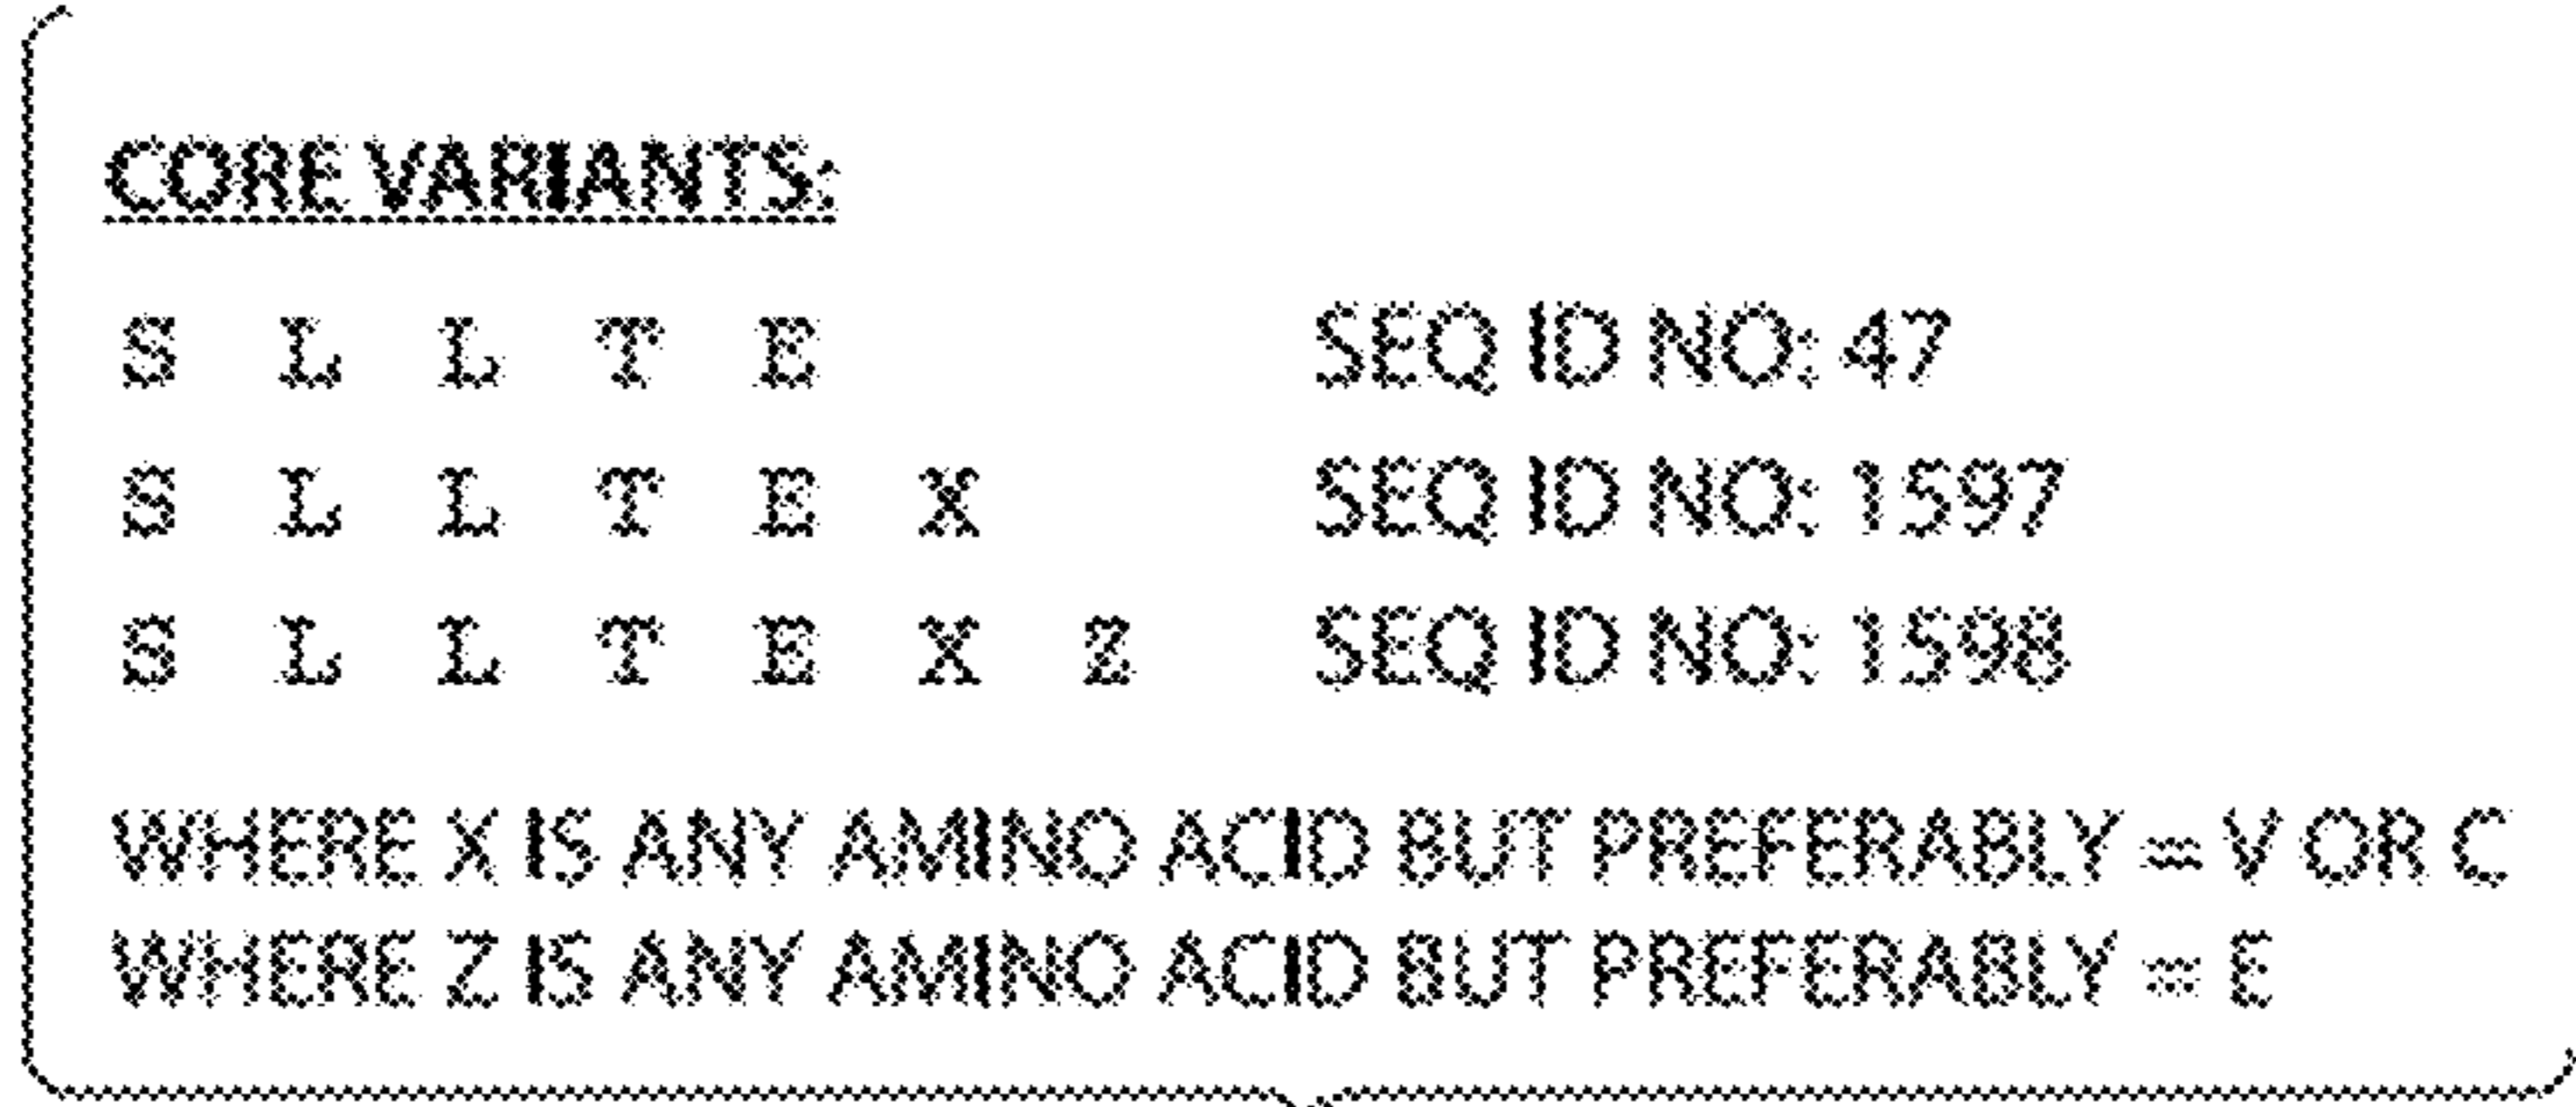 CORE VARIANTS:
S L L T E SEQ ID NO: 47
S L L T E X SEQ ID NO: 1597
S L L T E X Z SEQ ID NO: 1598
WHERE X IS ANY AMINO ACID BUT PREFERABLY = V OR C
WHERE Z IS ANY AMINO ACID BUT PREFERABLY = E